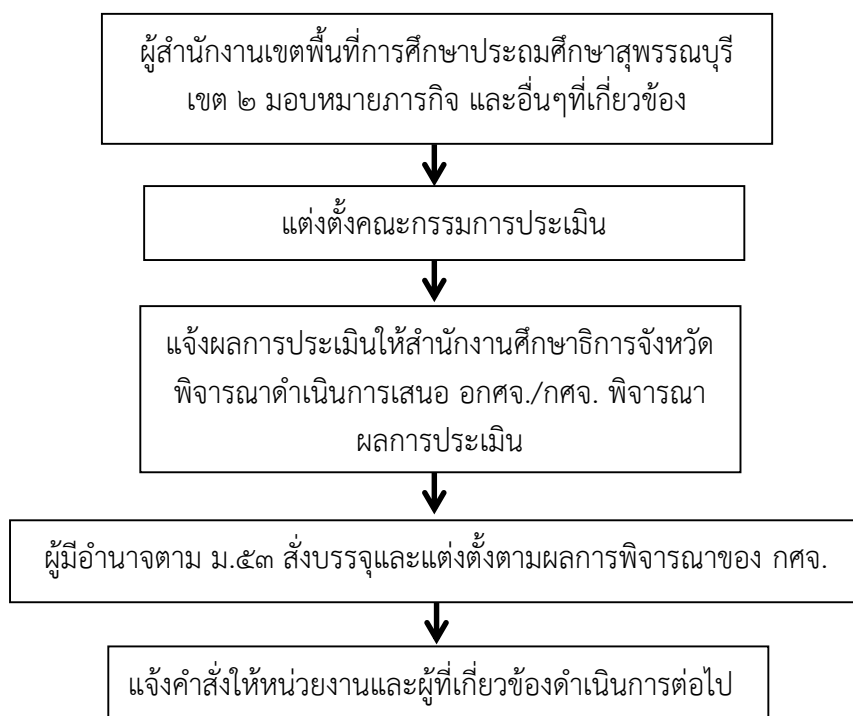 ผู้สำนักงานเขตพื้นที่การศึกษาประถมศึกษาสุพรรณบุรี
เขต ๒ มอบหมายภารกิจ และอื่นๆที่เกี่ยวข้อง
แต่งตั้งคณะกรรมการประเมิน
แจ้งผลการประเมินให้สำนักงานศึกษาธิการจังหวัด
พิจารณาดำเนินการเสนอ อกศจ./กศจ. พิจารณา
ผลการประเมิน
ผู้มีอำนาจตาม ม.๕๓ สั่งบรรจุและแต่งตั้งตามผลการพิจารณาของ กศจ.
แจ้งคำสั่งให้หน่วยงานและผู้ที่เกี่ยวข้องดำเนินการต่อไป